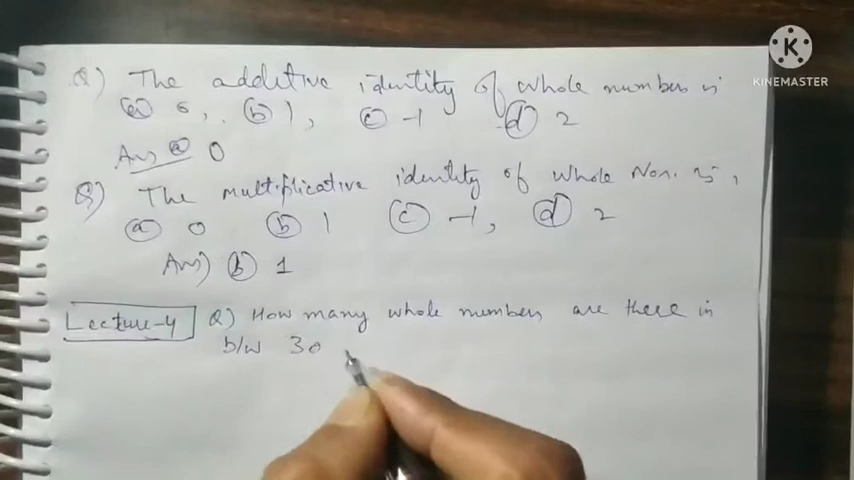 Q) The additive identity of whole numbers is
(a) 0, (b) 1, (c) -1 (d) 2
Ans (a) 0
Q) The multiplicative identity of whole Non. is,
(a) 0 (b) 1 (c) -1, (d) 2
Ans) (b) 1
Lecture-4 Q) How many whole numbers are there in
b/w 30
K
KINEMASTER